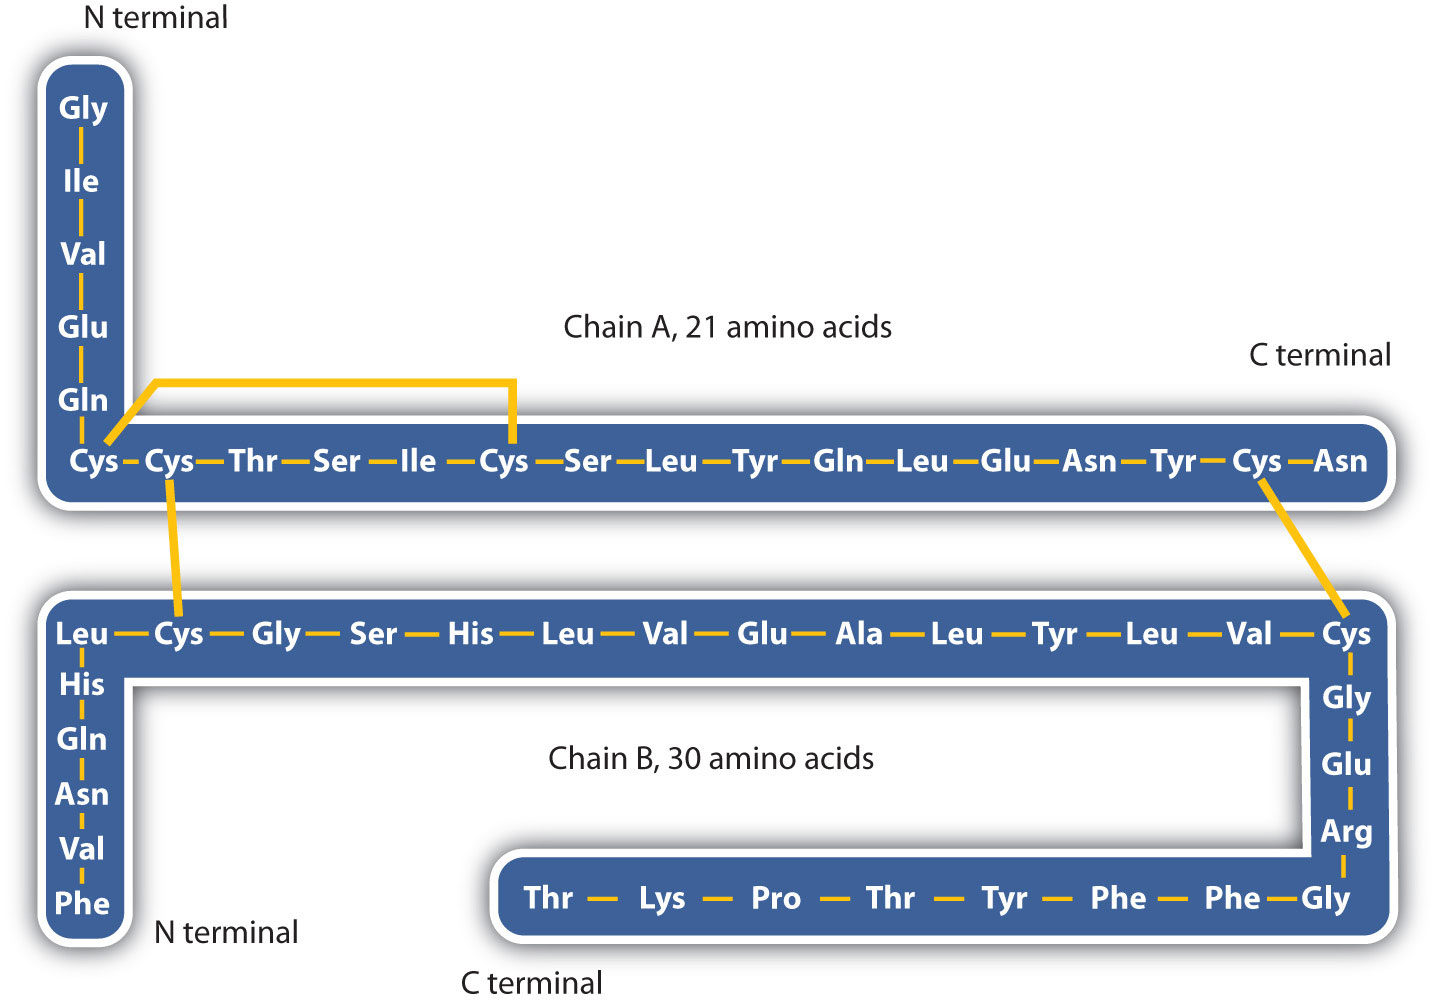 N terminal
Gly
Ile
Val
Glu
Chain A, 21 amino acids
C terminal
Gln
Cys Cys Thr Ser Ile Cys Ser Leu Tyr Gln Leu Glu Asn Tyr Cys Asn
Leu Cys Gly Ser His Leu Val Glu Ala Leu Tyr Leu Val Cys
His
Gly
Gln
Chain B, 30 amino acids
Glu
Asn
Arg
Val
Thr Lys Pro Thr Tyr Phe Phe Gly
Phe
N terminal
C terminal